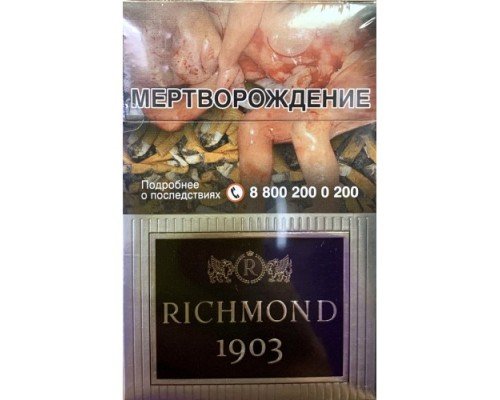 МЕРТВОРОЖДЕНИЕ
Подробнее
о последствиях 8 800 200 0 200
R
RICHMOND
1903